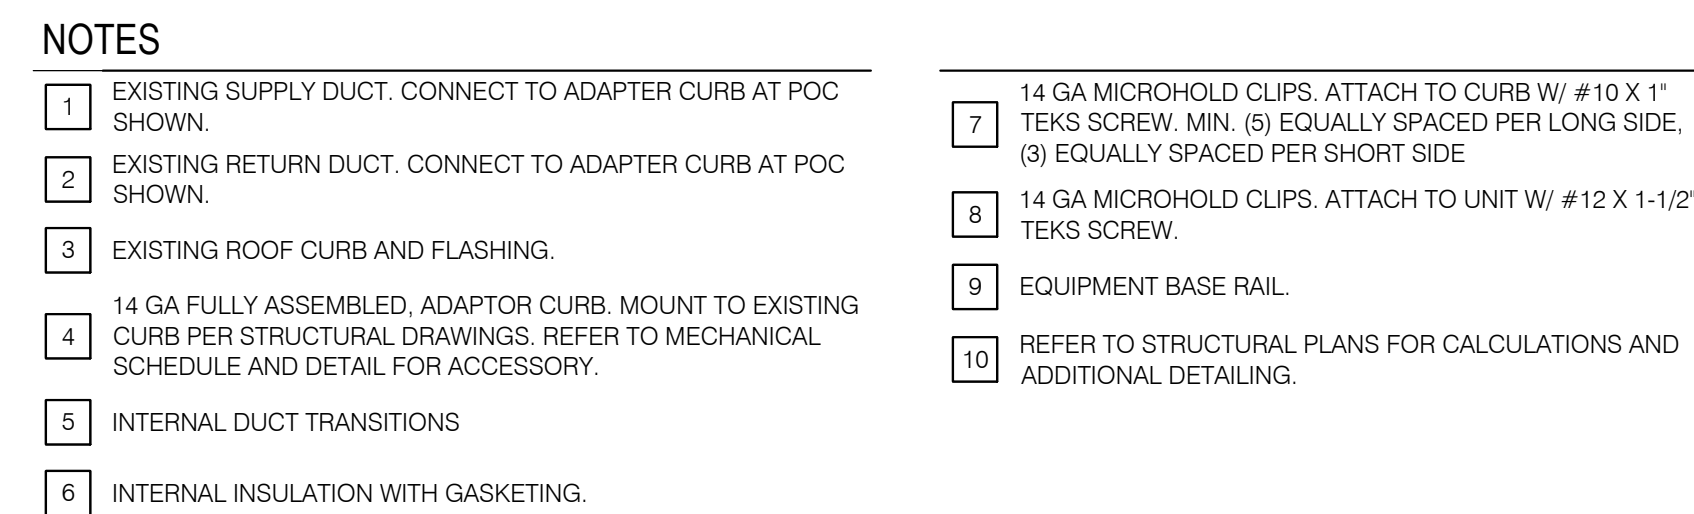 NOTES
1
EXISTING SUPPLY DUCT. CONNECT TO ADAPTER CURB AT POC
SHOWN.
2
EXISTING RETURN DUCT. CONNECT TO ADAPTER CURB AT POC
SHOWN.
3
EXISTING ROOF CURB AND FLASHING.
4
14 GA FULLY ASSEMBLED, ADAPTOR CURB. MOUNT TO EXISTING
CURB PER STRUCTURAL DRAWINGS. REFER TO MECHANICAL
SCHEDULE AND DETAIL FOR ACCESSORY.
5
INTERNAL DUCT TRANSITIONS
6
INTERNAL INSULATION WITH GASKETING.
7
14 GA MICROHOLD CLIPS. ATTACH TO CURB W/ #10 X 1"
TEKS SCREW. MIN. (5) EQUALLY SPACED PER LONG SIDE,
(3) EQUALLY SPACED PER SHORT SIDE
8
14 GA MICROHOLD CLIPS. ATTACH TO UNIT W/ #12 X 1-1/2"
TEKS SCREW.
9
EQUIPMENT BASE RAIL.
10
REFER TO STRUCTURAL PLANS FOR CALCULATIONS AND
ADDITIONAL DETAILING.